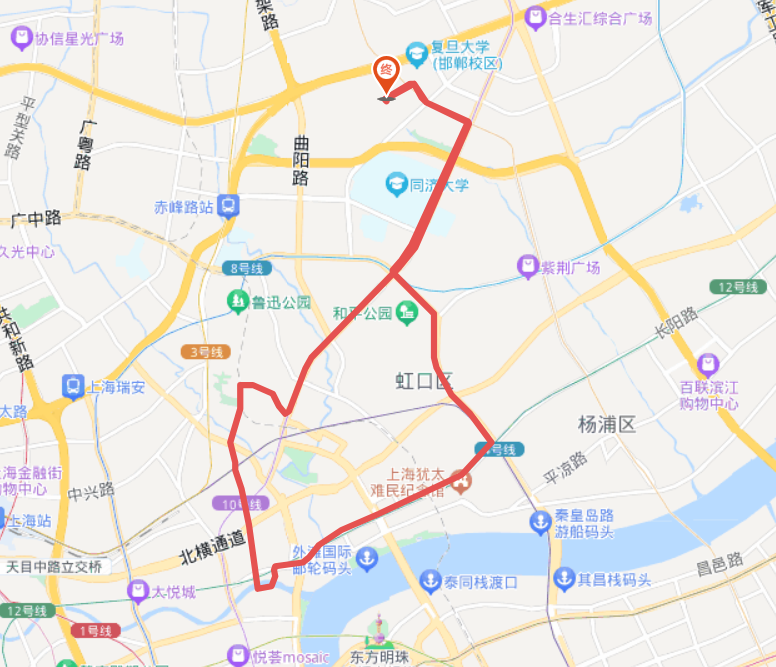 架路
合生汇综合广场
协信星光广场
复旦大学
(邯郸校区)
终
平型关路
广粤路
曲阳路
同济大学
赤峰路站
广中路
久光中心
8号线
紫荆广场
12号线
鲁迅公园
和平公园
长阳路
共和新路
3号线
上海瑞安
虹口区
百联滨江
购物中心
太路
杨浦区
号线
上海犹太
难民纪念馆
平凉路
海金融街
物中心
中兴路
10号线
上海站
秦皇岛路
游船码头
北横通道
外滩国际
邮轮码头
天目中路立交桥
昌邑路
泰同栈渡口
其昌栈码头
太悦城
12号线
1号线
悦荟mosaic
东方明珠